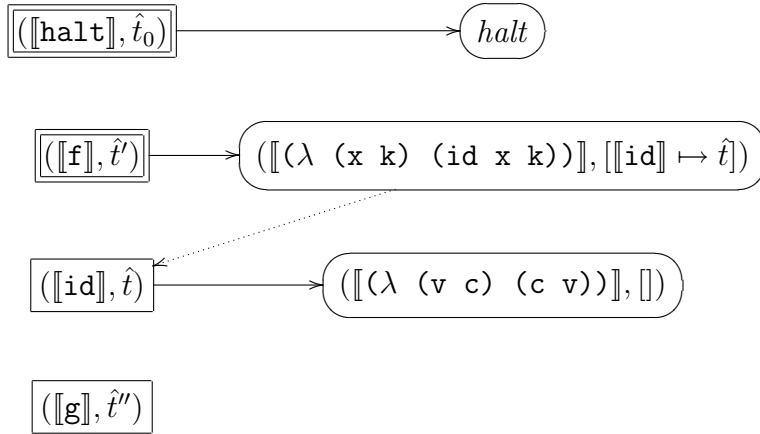 (⟦halt⟧, t̂₀) halt
(⟦f⟧, t̂′) (⟦(λ (x k) (id x k))⟧, [⟦id⟧ ↦ t̂])
(⟦id⟧, t̂) (⟦(λ (v c) (c v))⟧, [])
(⟦g⟧, t̂″)